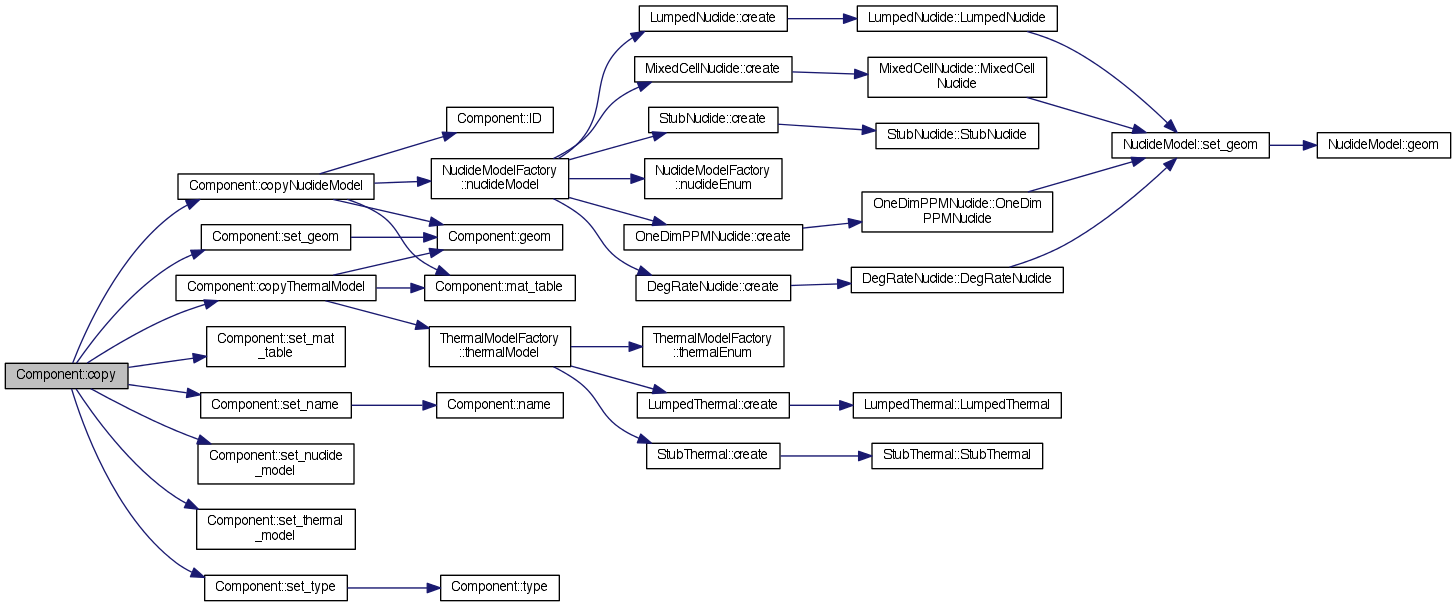 LumpedNuclide::create
LumpedNuclide::LumpedNuclide
MixedCellNuclide::create
MixedCellNuclide::MixedCell
Nuclide
Component::ID
StubNuclide::create
StubNuclide::StubNuclide
NuclideModel::set_geom
NuclideModel::geom
Component::copyNuclideModel
NuclideModelFactory
::nuclideModel
NuclideModelFactory
::nuclideEnum
Component::set_geom
Component::geom
OneDimPPMNuclide::create
OneDimPPMNuclide::OneDim
PPMNuclide
Component::copyThermalModel
Component::mat_table
DegRateNuclide::create
DegRateNuclide::DegRateNuclide
Component::set_mat
_table
ThermalModelFactory
::thermalModel
ThermalModelFactory
::thermalEnum
Component::copy
Component::set_name
Component::name
LumpedThermal::create
LumpedThermal::LumpedThermal
Component::set_nuclide
_model
StubThermal::create
StubThermal::StubThermal
Component::set_thermal
_model
Component::set_type
Component::type